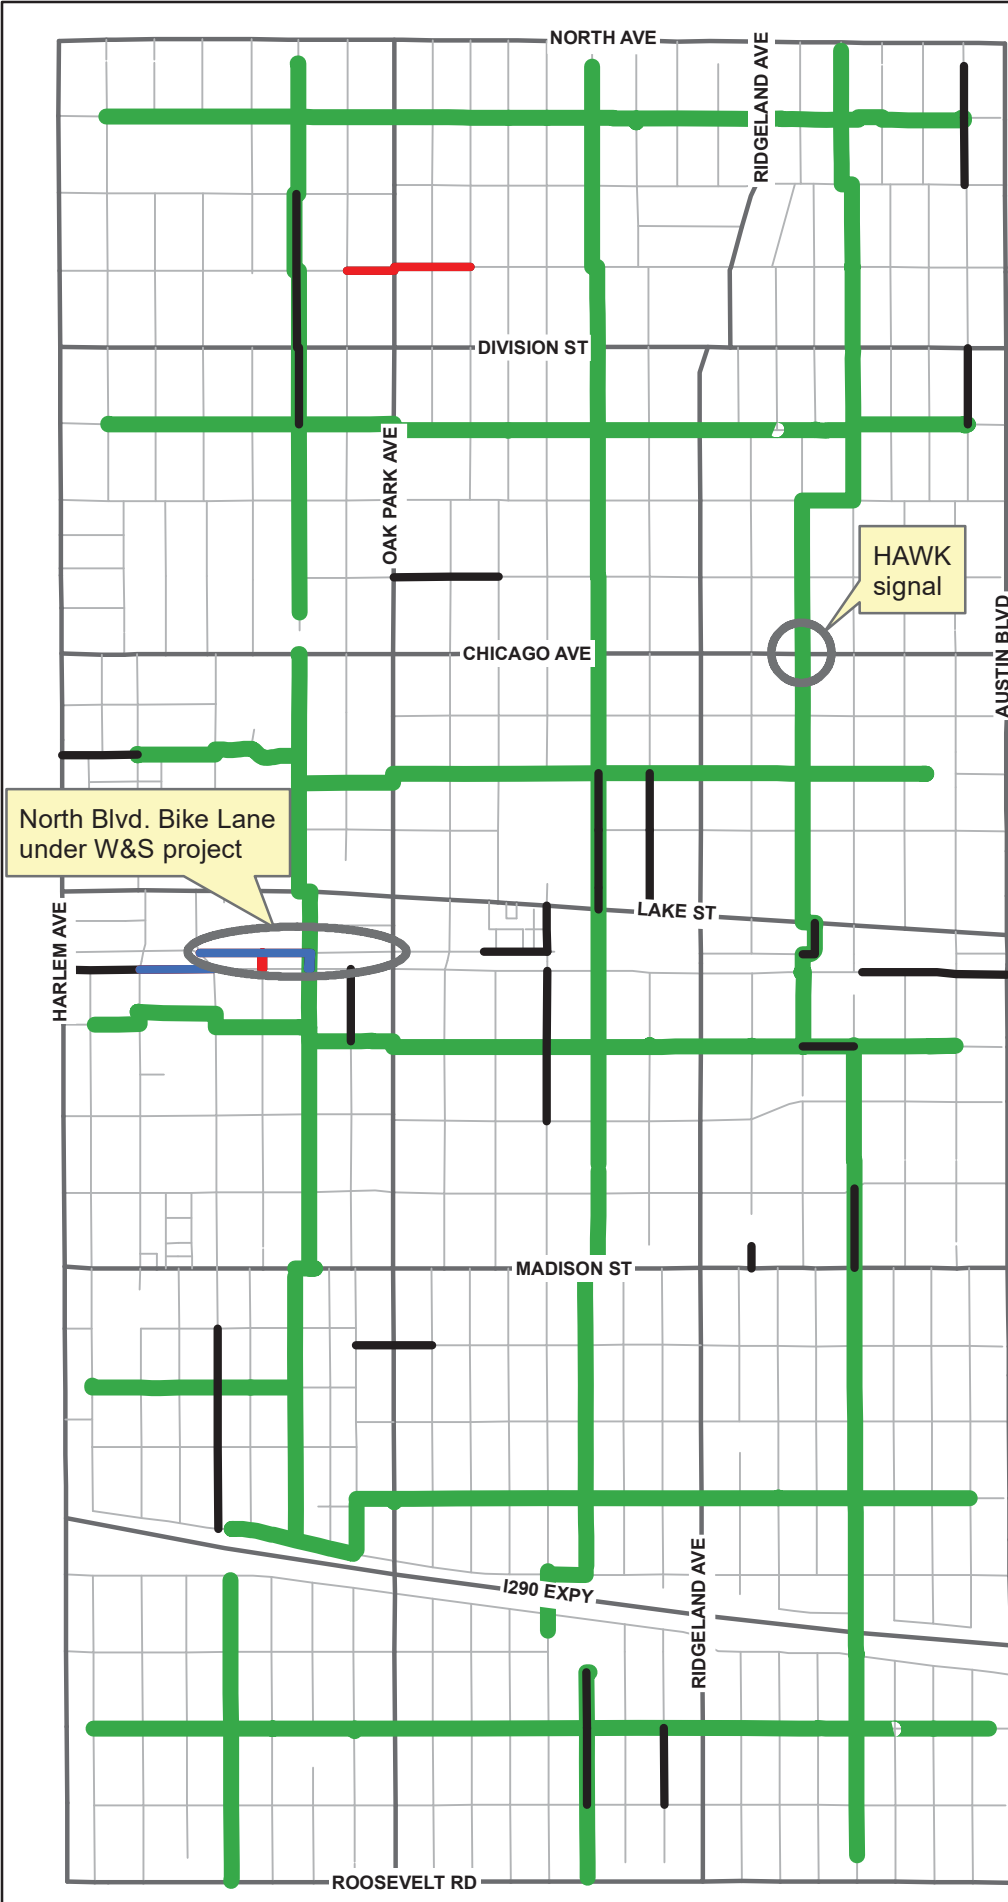 NORTH AVE
RIDGELAND AVE
DIVISION ST
OAK PARK AVE
HAWK
signal
AUSTIN BLVD
CHICAGO AVE
North Blvd. Bike Lane
under W&S project
HARLEM AVE
LAKE ST
MADISON ST
I290 EXPY
RIDGELAND AVE
ROOSEVELT RD